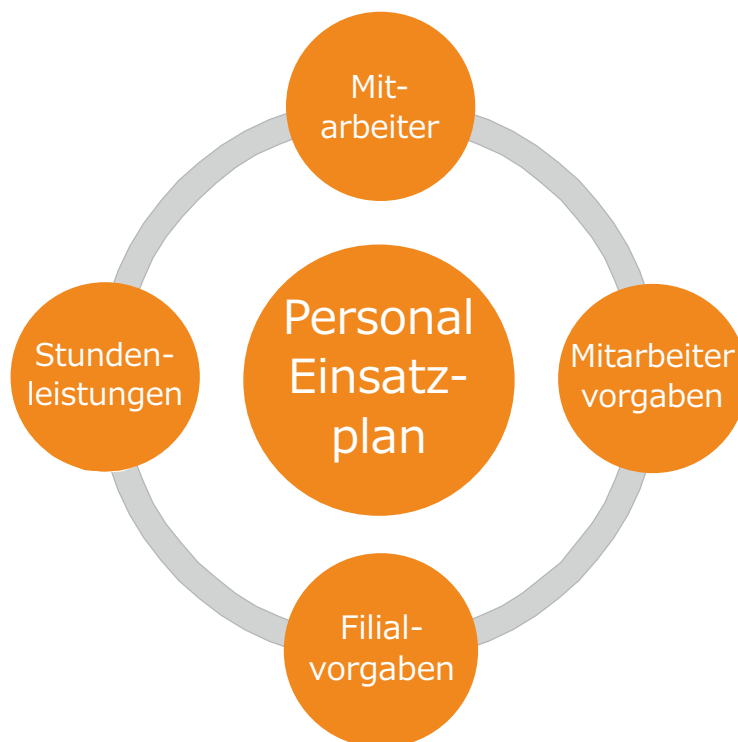 Mit-
arbeiter
Personal
Einsatz-
plan
Stunden-
leistungen
Mitarbeiter
vorgaben
Filial-
vorgaben